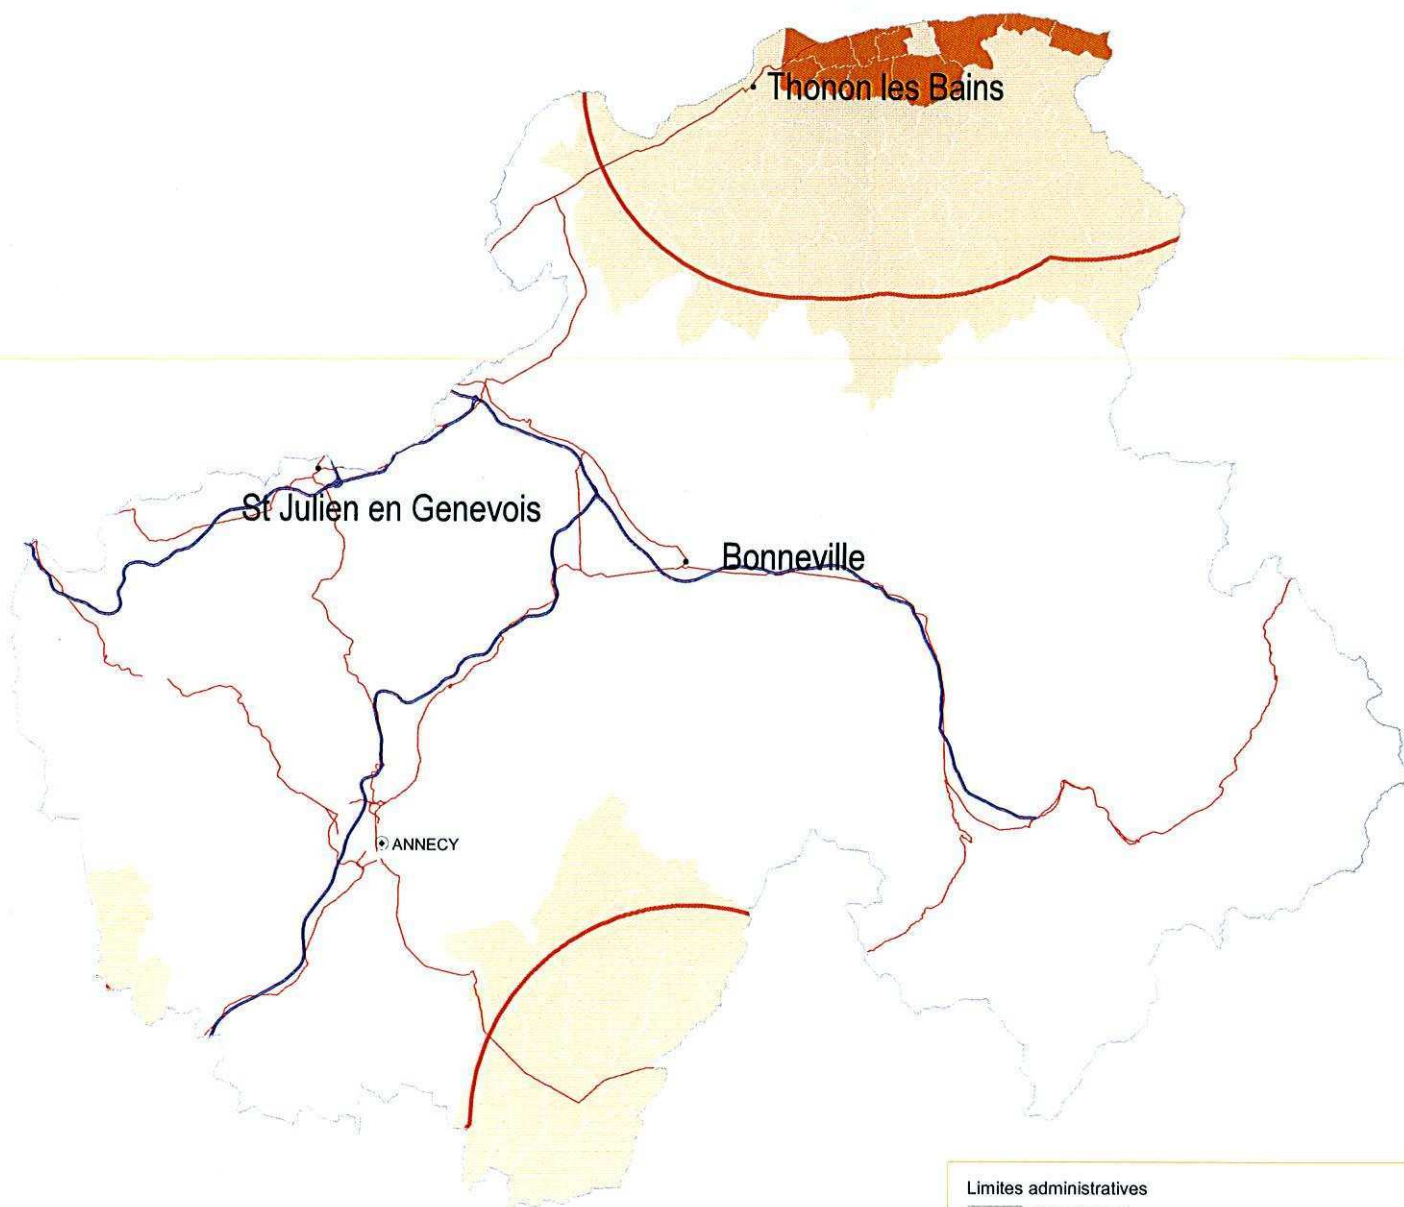 Thonon les Bains
St Julien en Genevois
Bonneville
ANNECY
Limites administratives